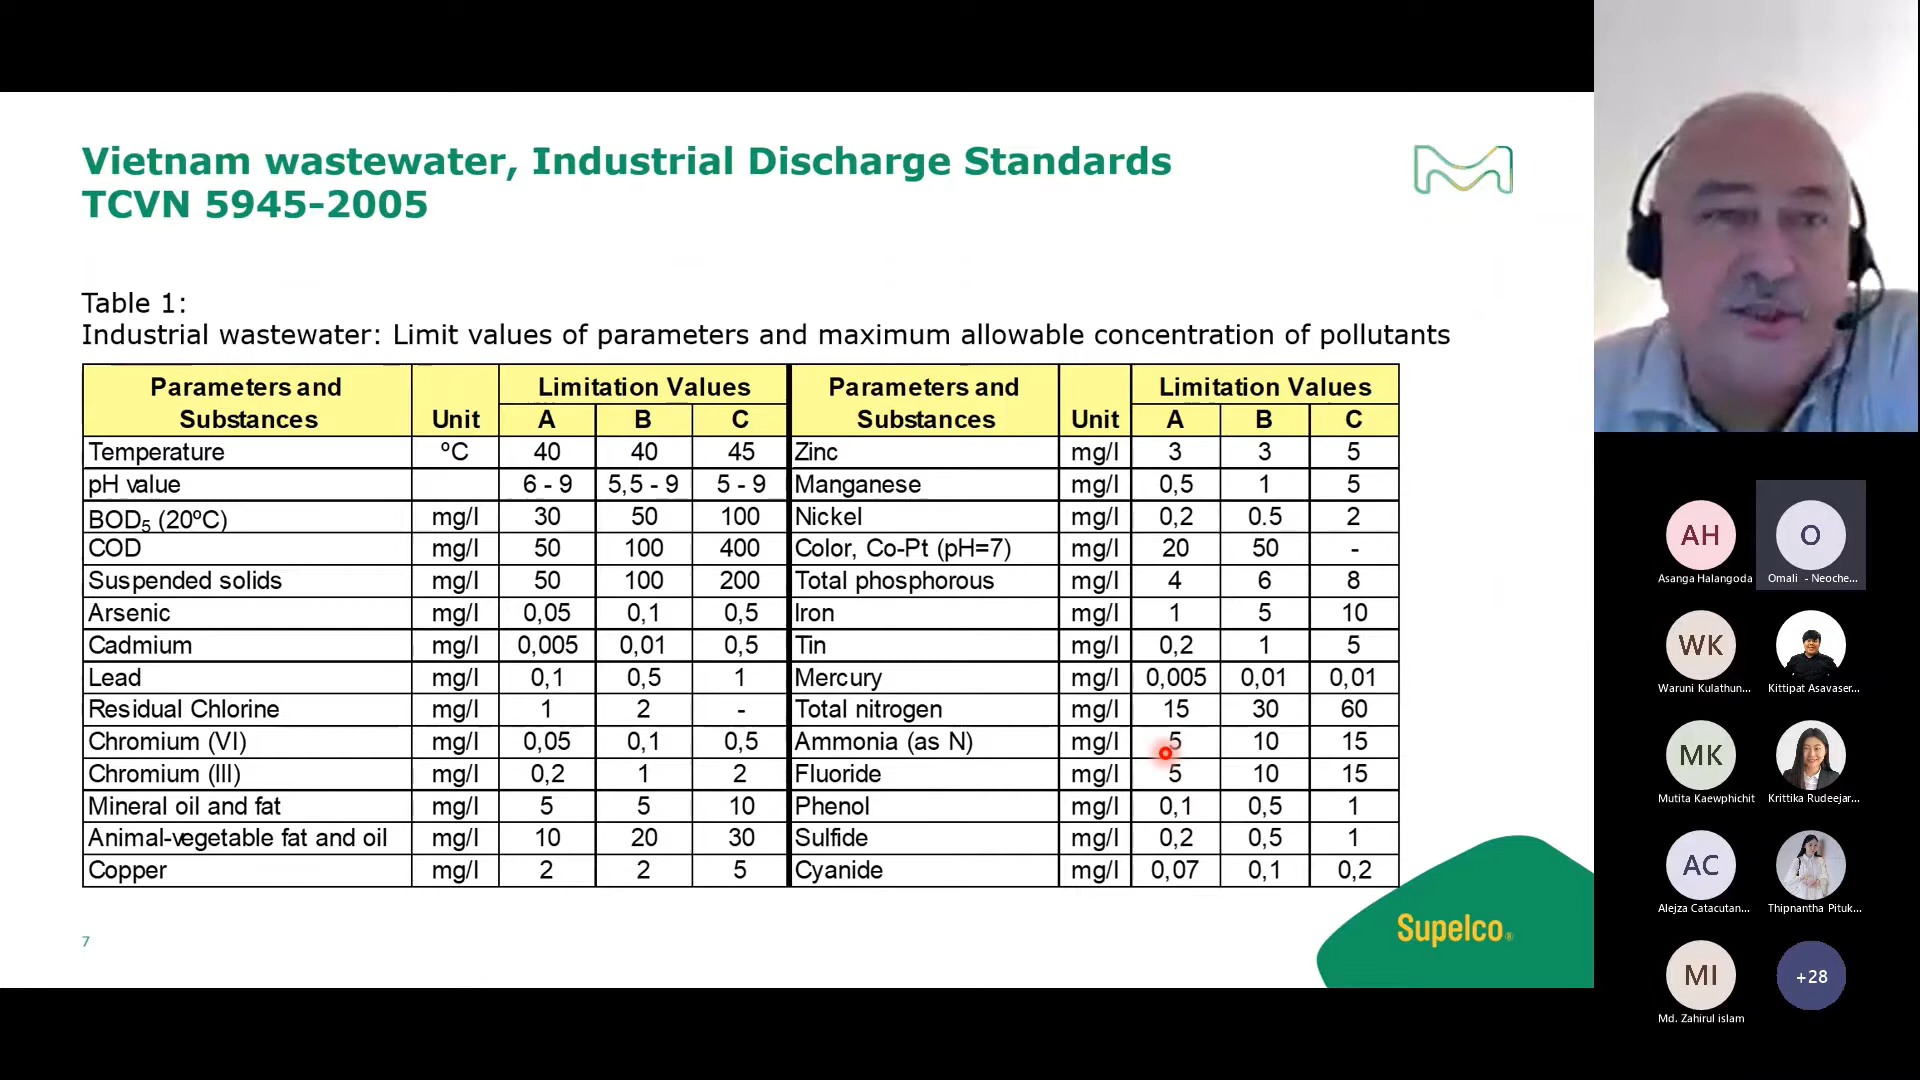 Vietnam wastewater, Industrial Discharge Standards
TCVN 5945-2005
Table 1:
Industrial wastewater: Limit values of parameters and maximum allowable concentration of pollutants
Parameters and Substances Unit Limitation Values A B C Parameters and Substances Unit Limitation Values A B C
Temperature ºC 40 40 45 Zinc mg/l 3 3 5
pH value 6 - 9 5,5 - 9 5 - 9 Manganese mg/l 0,5 1 5
BOD5 (20ºC) mg/l 30 50 100 Nickel mg/l 0,2 0.5 2
COD mg/l 50 100 400 Color, Co-Pt (pH=7) mg/l 20 50 -
Suspended solids mg/l 50 100 200 Total phosphorous mg/l 4 6 8
Arsenic mg/l 0,05 0,1 0,5 Iron mg/l 1 5 10
Cadmium mg/l 0,005 0,01 0,5 Tin mg/l 0,2 1 5
Lead mg/l 0,1 0,5 1 Mercury mg/l 0,005 0,01 0,01
Residual Chlorine mg/l 1 2 - Total nitrogen mg/l 15 30 60
Chromium (VI) mg/l 0,05 0,1 0,5 Ammonia (as N) mg/l 5 10 15
Chromium (III) mg/l 0,2 1 2 Fluoride mg/l 5 10 15
Mineral oil and fat mg/l 5 5 10 Phenol mg/l 0,1 0,5 1
Animal-vegetable fat and oil mg/l 10 20 30 Sulfide mg/l 0,2 0,5 1
Copper mg/l 2 2 5 Cyanide mg/l 0,07 0,1 0,2
7
Supelco®
AH O
Asanga Halangoda Omali - Neoche...
WK
Waruni Kulathun... Kittipat Asavaser...
MK
Mutita Kaewphichit Krittika Rudeejar...
AC
Alejza Catacutan... Thipnantha Pituk...
MI +28
Md. Zahirul islam